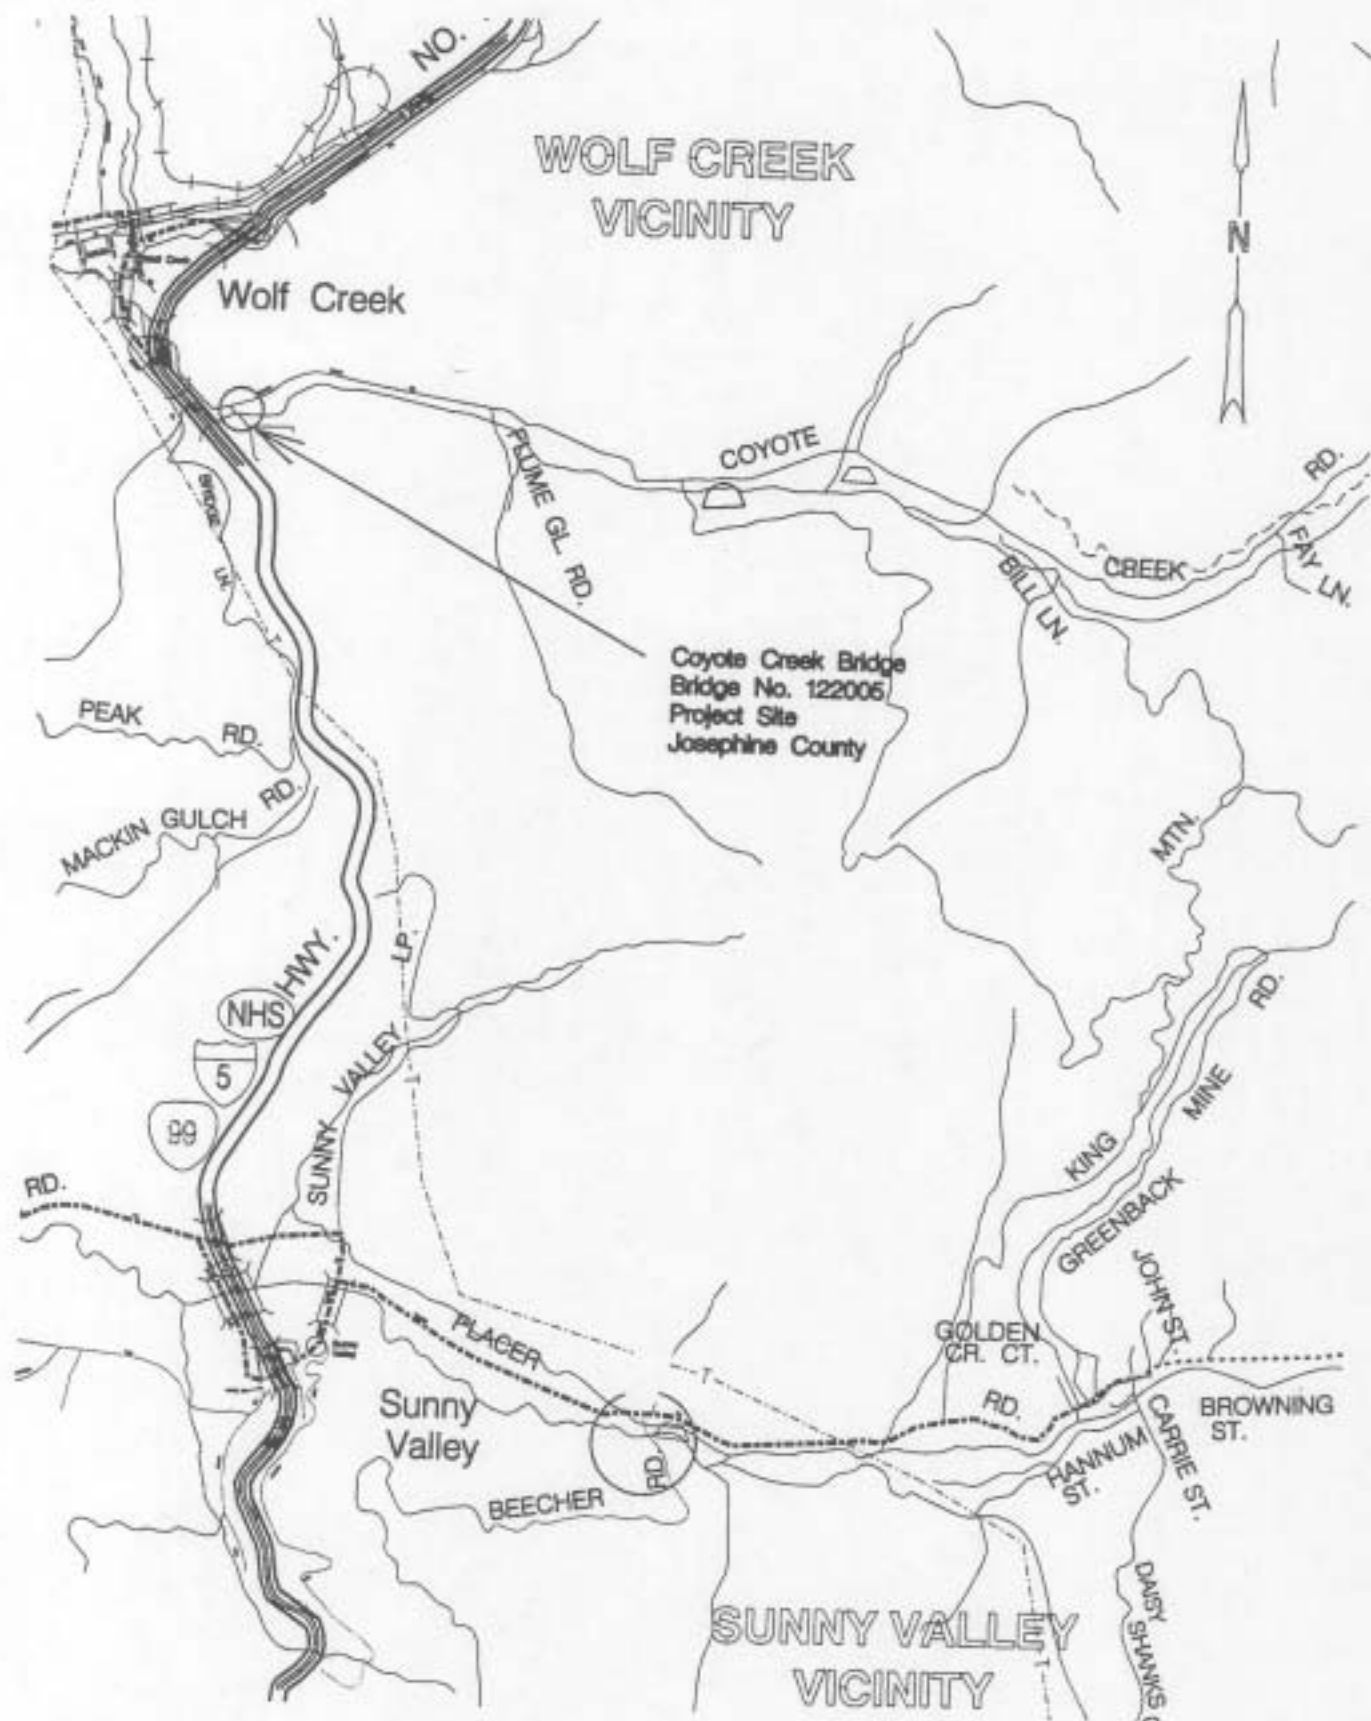 NO.
WOLF CREEK
VICINITY
N
Wolf Creek
COYOTE
RD.
PLUME GL. RD.
BRIDGE
LN.
CREEK
FAY LN.
BILL LN.
Coyote Creek Bridge
Bridge No. 122005
Project Site
Josephine County
PEAK
RD.
MACKIN GULCH
RD.
MTN.
HWY.
LP.
NHS
5
99
VALLEY
SUNNY
RD.
MINE
KING
GREENBACK
RD.
JOHN ST.
PLACER
GOLDEN
CR. CT.
RD.
Sunny
Valley
BROWNING
ST.
CARRIE ST.
HANNUM
ST.
RD.
BEECHER
DAISY
SHANKS
SUNNY VALLEY
VICINITY
T
T
T
T